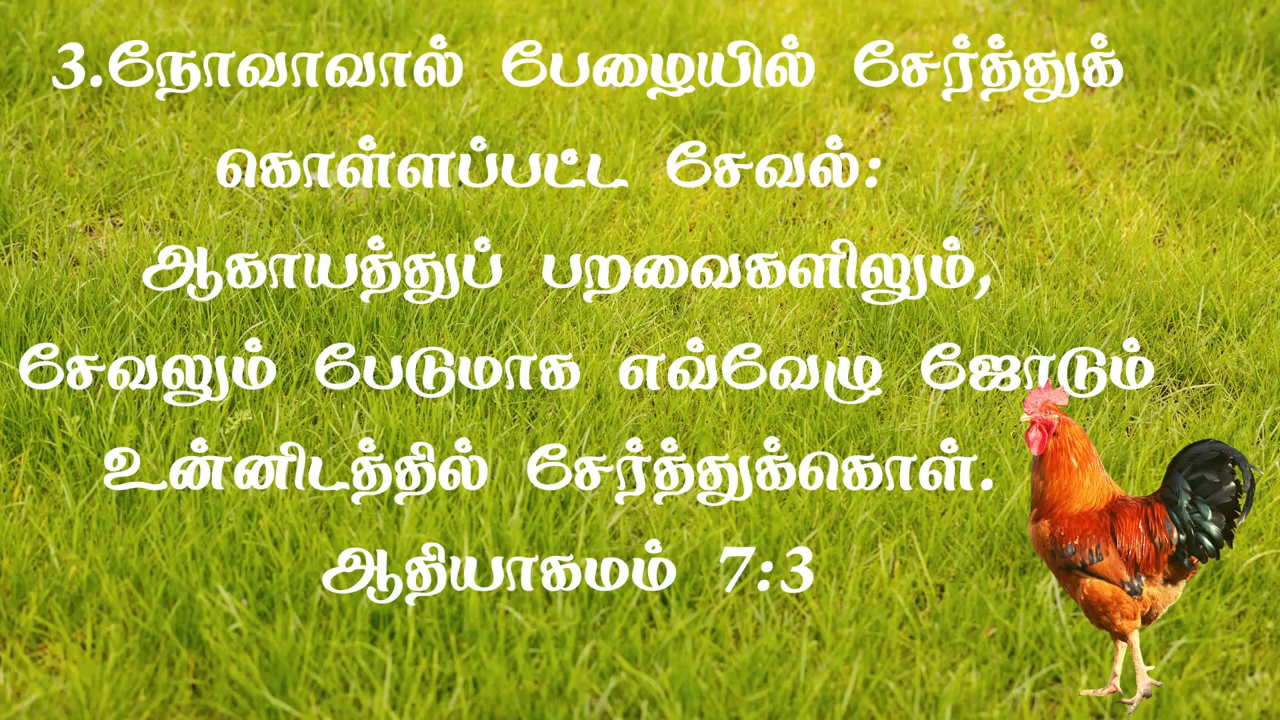 3.நோவாவால் பேழையில் சேர்த்துக்
கொள்ளப்பட்ட சேவல்:
ஆகாயத்துப் பறவைகளிலும்,
சேவலும் பேடுமாக எவ்வேழு ஜோடும்
உன்னிடத்தில் சேர்த்துக்கொள்.
ஆதியாகமம் 7:3